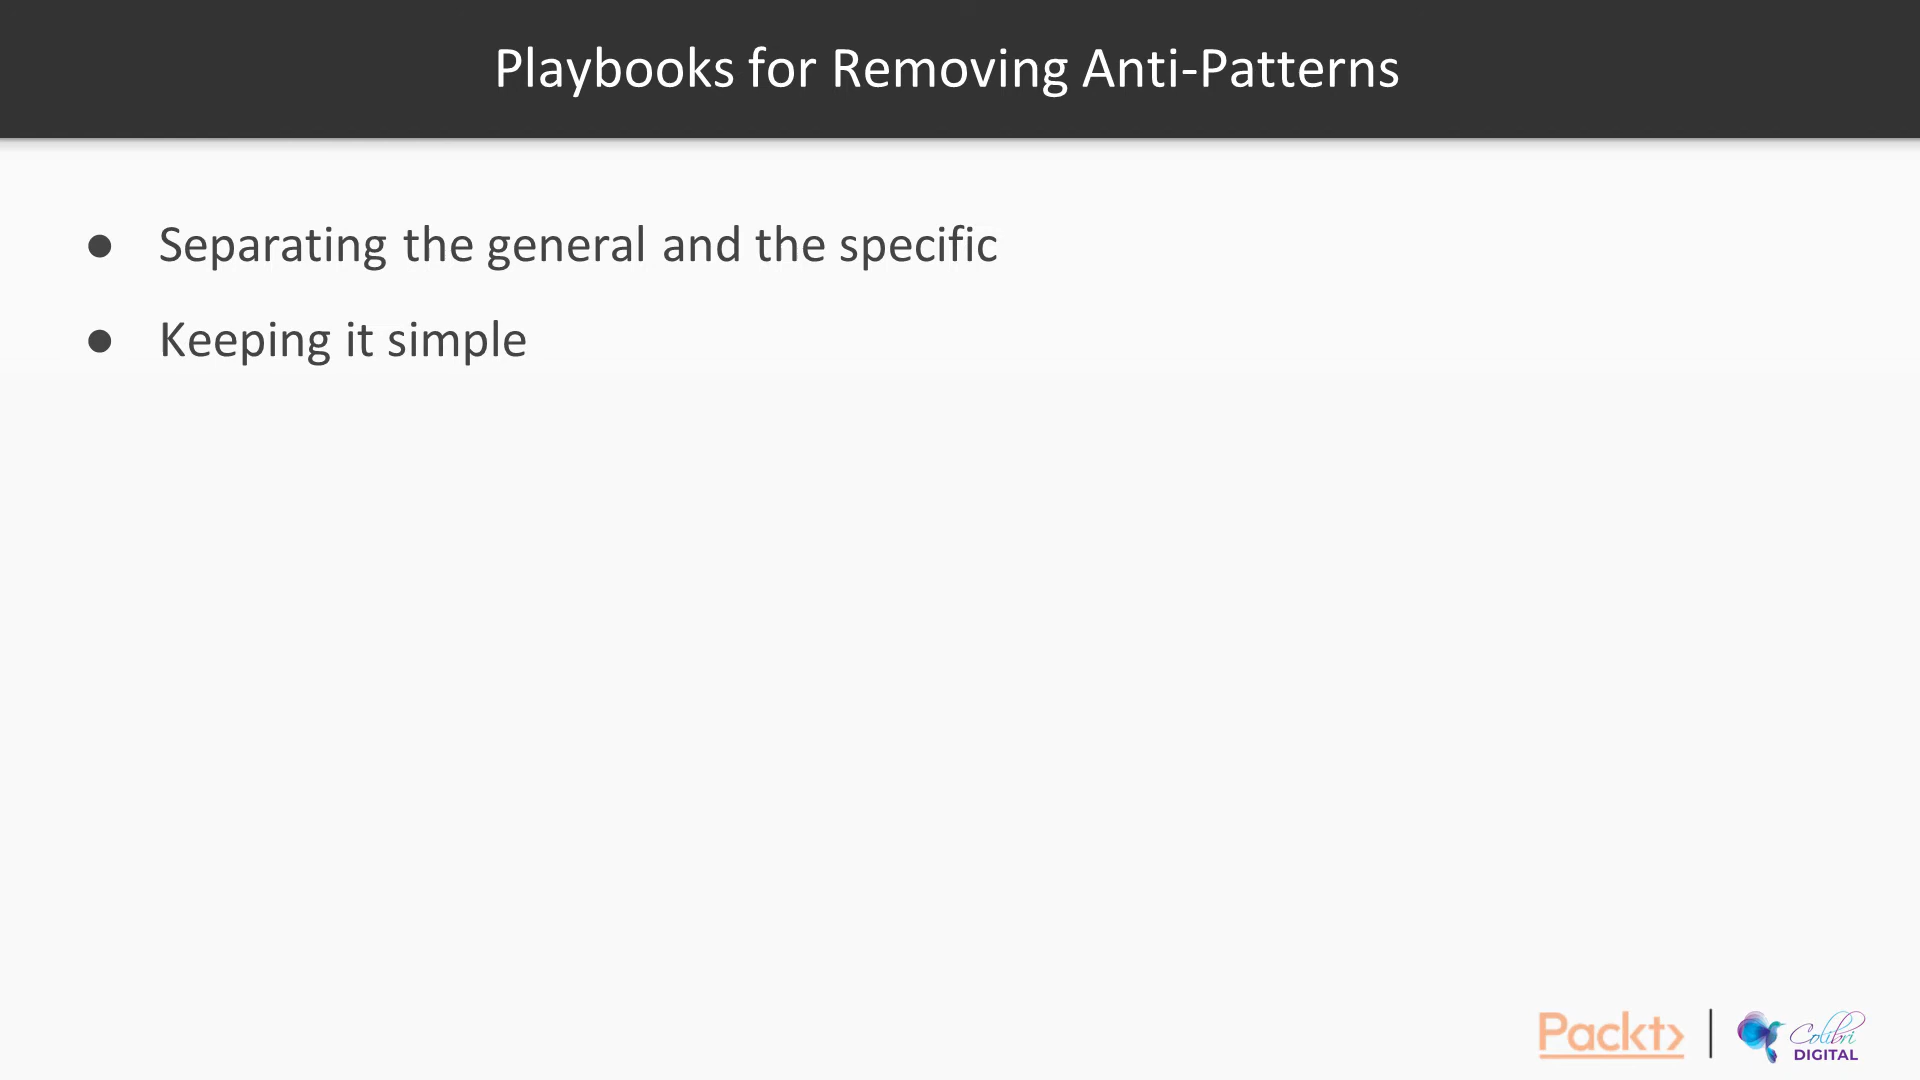 Playbooks for Removing Anti-Patterns
● Separating the general and the specific
● Keeping it simple
Packt>
Colibri
DIGITAL